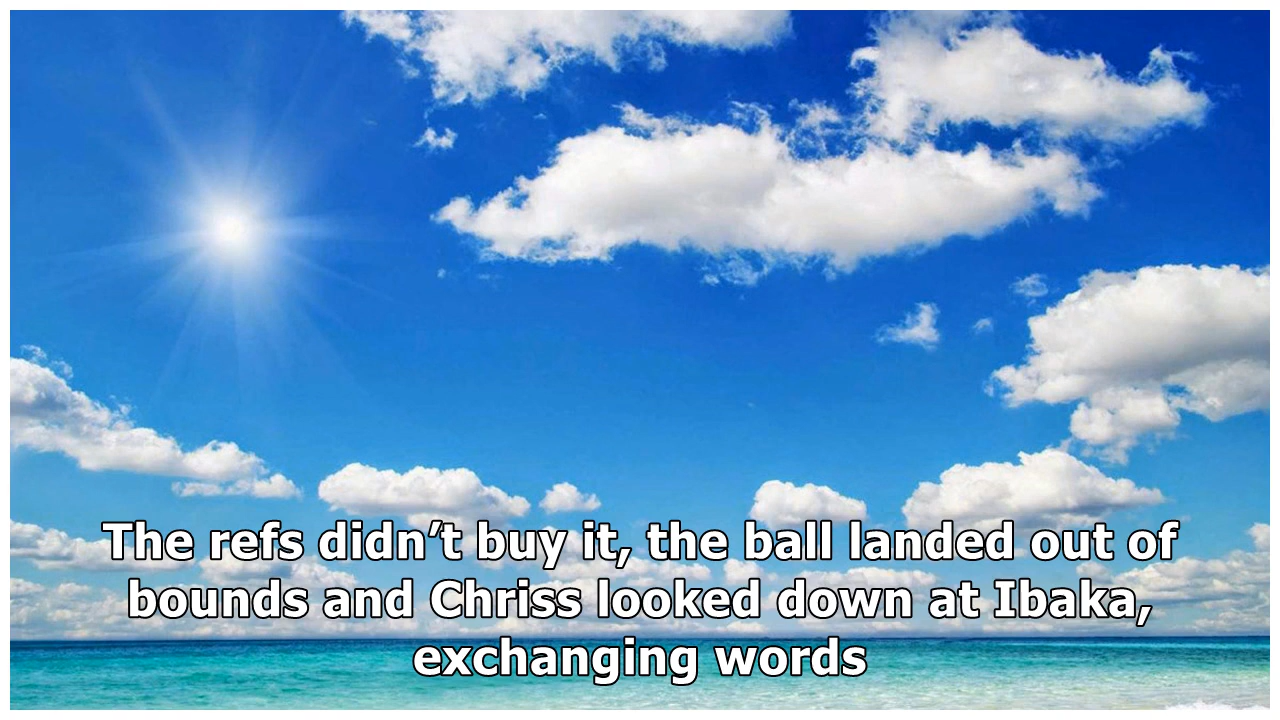 The refs didn’t buy it, the ball landed out of
bounds and Chriss looked down at Ibaka,
exchanging words